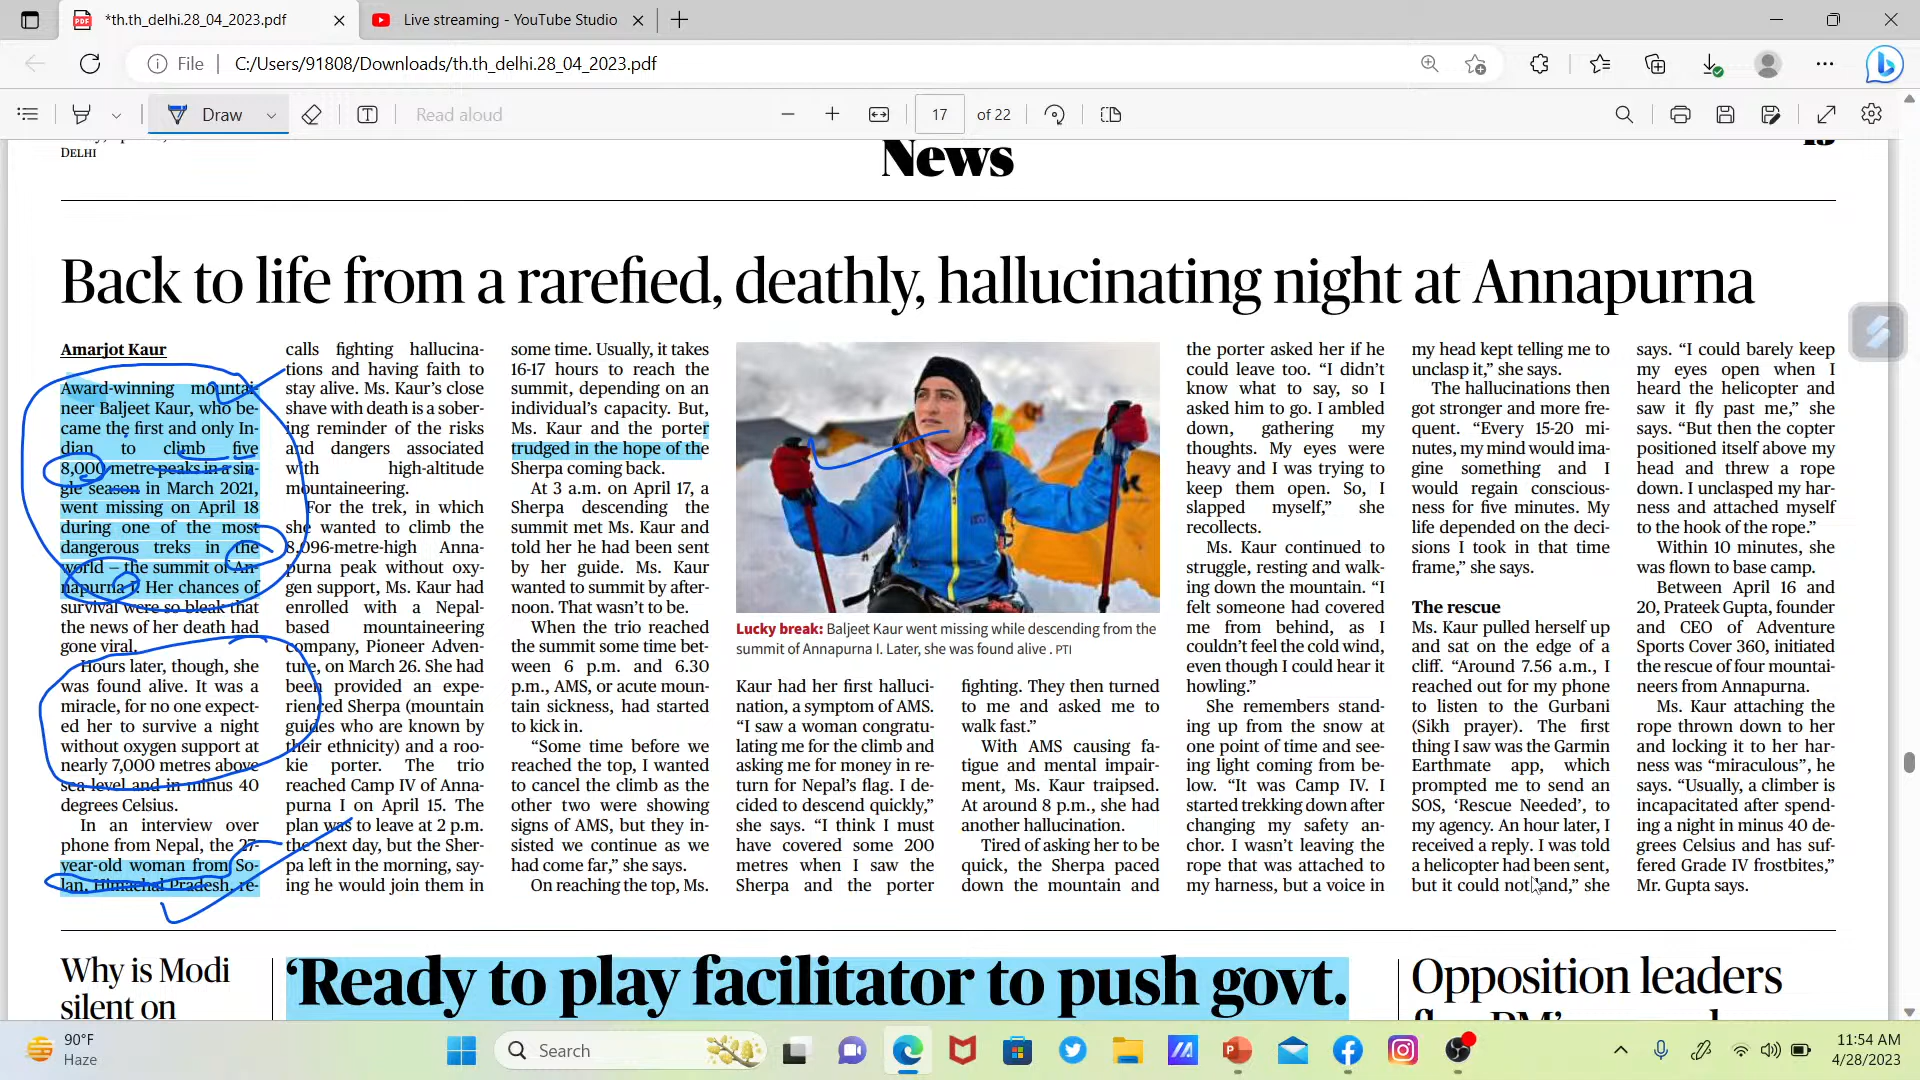 *th.th_delhi.28_04_2023.pdf
Live streaming - YouTube Studio
File
C:/Users/91808/Downloads/th.th_delhi.28_04_2023.pdf
Draw
Read aloud
17
of 22
DELHI
News
Back to life from a rarefied, deathly, hallucinating night at Annapurna
Amarjot Kaur
Award-winning mountai-
neer Baljeet Kaur, who be-
came the first and only In-
dian to climb five
8,000-metre peaks in a sin-
gle season in March 2021,
went missing on April 18
during one of the most
dangerous treks in the
world – the summit of An-
napurna I. Her chances of
survival were so bleak that
the news of her death had
gone viral.
Hours later, though, she
was found alive. It was a
miracle, for no one expect-
ed her to survive a night
without oxygen support at
nearly 7,000 metres above
sea level and in minus 40
degrees Celsius.
In an interview over
phone from Nepal, the 27-
year-old woman from So-
lan, Himachal Pradesh, re-
calls fighting hallucina-
tions and having faith to
stay alive. Ms. Kaur’s close
shave with death is a sober-
ing reminder of the risks
and dangers associated
with high-altitude
mountaineering.
For the trek, in which
she wanted to climb the
8,096-metre-high Anna-
purna peak without oxy-
gen support, Ms. Kaur had
enrolled with a Nepal-
based mountaineering
company, Pioneer Adven-
ture, on March 26. She had
been provided an expe-
rienced Sherpa (mountain
guides who are known by
their ethnicity) and a roo-
kie porter. The trio
reached Camp IV of Anna-
purna I on April 15. The
plan was to leave at 2 p.m.
the next day, but the Sher-
pa left in the morning, say-
ing he would join them in
some time. Usually, it takes
16-17 hours to reach the
summit, depending on an
individual’s capacity. But,
Ms. Kaur and the porter
trudged in the hope of the
Sherpa coming back.
At 3 a.m. on April 17, a
Sherpa descending the
summit met Ms. Kaur and
told her he had been sent
by her guide. Ms. Kaur
wanted to summit by after-
noon. That wasn’t to be.
When the trio reached
the summit some time bet-
ween 6 p.m. and 6.30
p.m., AMS, or acute moun-
tain sickness, had started
to kick in.
“Some time before we
reached the top, I wanted
to cancel the climb as the
other two were showing
signs of AMS, but they in-
sisted we continue as we
had come far,” she says.
On reaching the top, Ms.
Lucky break: Baljeet Kaur went missing while descending from the
summit of Annapurna I. Later, she was found alive . PTI
Kaur had her first halluci-
nation, a symptom of AMS.
“I saw a woman congratu-
lating me for the climb and
asking me for money in re-
turn for Nepal’s flag. I de-
cided to descend quickly,”
she says. “I think I must
have covered some 200
metres when I saw the
Sherpa and the porter
fighting. They then turned
to me and asked me to
walk fast.”
With AMS causing fa-
tigue and mental impair-
ment, Ms. Kaur traipsed.
At around 8 p.m., she had
another hallucination.
Tired of asking her to be
quick, the Sherpa paced
down the mountain and
the porter asked her if he
could leave too. “I didn’t
know what to say, so I
asked him to go. I ambled
down, gathering my
thoughts. My eyes were
heavy and I was trying to
keep them open. So, I
slapped myself,” she
recollects.
Ms. Kaur continued to
struggle, resting and walk-
ing down the mountain. “I
felt someone had covered
me from behind, as I
couldn’t feel the cold wind,
even though I could hear it
howling.”
She remembers stand-
ing up from the snow at
one point of time and see-
ing light coming from be-
low. “It was Camp IV. I
started trekking down after
changing my safety an-
chor. I wasn’t leaving the
rope that was attached to
my harness, but a voice in
my head kept telling me to
unclasp it,” she says.
The hallucinations then
got stronger and more fre-
quent. “Every 15-20 mi-
nutes, my mind would ima-
gine something and I
would regain conscious-
ness for five minutes. My
life depended on the deci-
sions I took in that time
frame,” she says.
The rescue
Ms. Kaur pulled herself up
and sat on the edge of a
cliff. “Around 7.56 a.m., I
reached out for my phone
to listen to the Gurbani
(Sikh prayer). The first
thing I saw was the Garmin
Earthmate app, which
prompted me to send an
SOS, ‘Rescue Needed’, to
my agency. An hour later, I
received a reply. I was told
a helicopter had been sent,
but it could not land,” she
says. “I could barely keep
my eyes open when I
heard the helicopter and
saw it fly past me,” she
says. “But then the copter
positioned itself above my
head and threw a rope
down. I unclasped my har-
ness and attached myself
to the hook of the rope.”
Within 10 minutes, she
was flown to base camp.
Between April 16 and
20, Prateek Gupta, founder
and CEO of Adventure
Sports Cover 360, initiated
the rescue of four mountai-
neers from Annapurna.
Ms. Kaur attaching the
rope thrown down to her
and locking it to her har-
ness was “miraculous”, he
says. “Usually, a climber is
incapacitated after spend-
ing a night in minus 40 de-
grees Celsius and has suf-
fered Grade IV frostbites,”
Mr. Gupta says.
Why is Modi
silent on
‘Ready to play facilitator to push govt.
Opposition leaders
90°F
Haze
Search
11:54 AM
4/28/2023